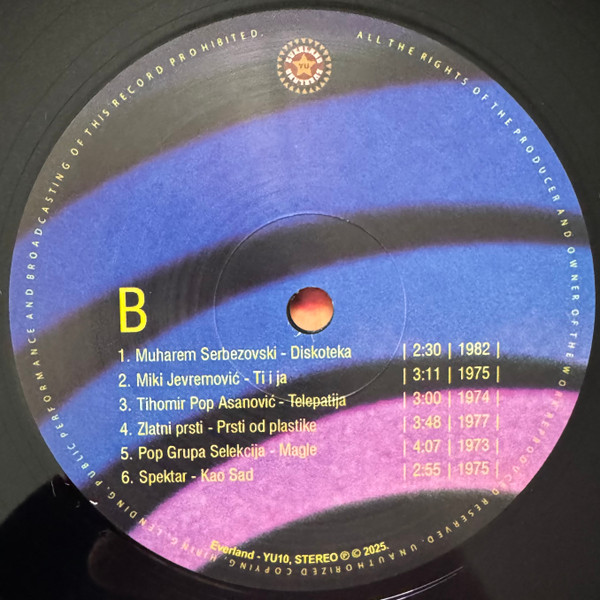 ALL THE RIGHTS OF THE PRODUCER AND OWNER OF THE WORK REPRODUCED RESERVED. UNAUTHORIZED COPYING, HIRING, LENDING, PUBLIC PERFORMANCE AND BROADCASTING OF THIS RECORD PROHIBITED.
EVERLAND
YU
B
1. Muharem Serbezovski - Diskoteka | 2:30 | 1982 |
2. Miki Jevremović - Ti i ja | 3:11 | 1975 |
3. Tihomir Pop Asanović - Telepatija | 3:00 | 1974 |
4. Zlatni prsti - Prsti od plastike | 3:48 | 1977 |
5. Pop Grupa Selekcija - Magle | 4:07 | 1973 |
6. Spektar - Kao Sad | 2:55 | 1975 |
Everland - YU10, STEREO ℗ © 2025.